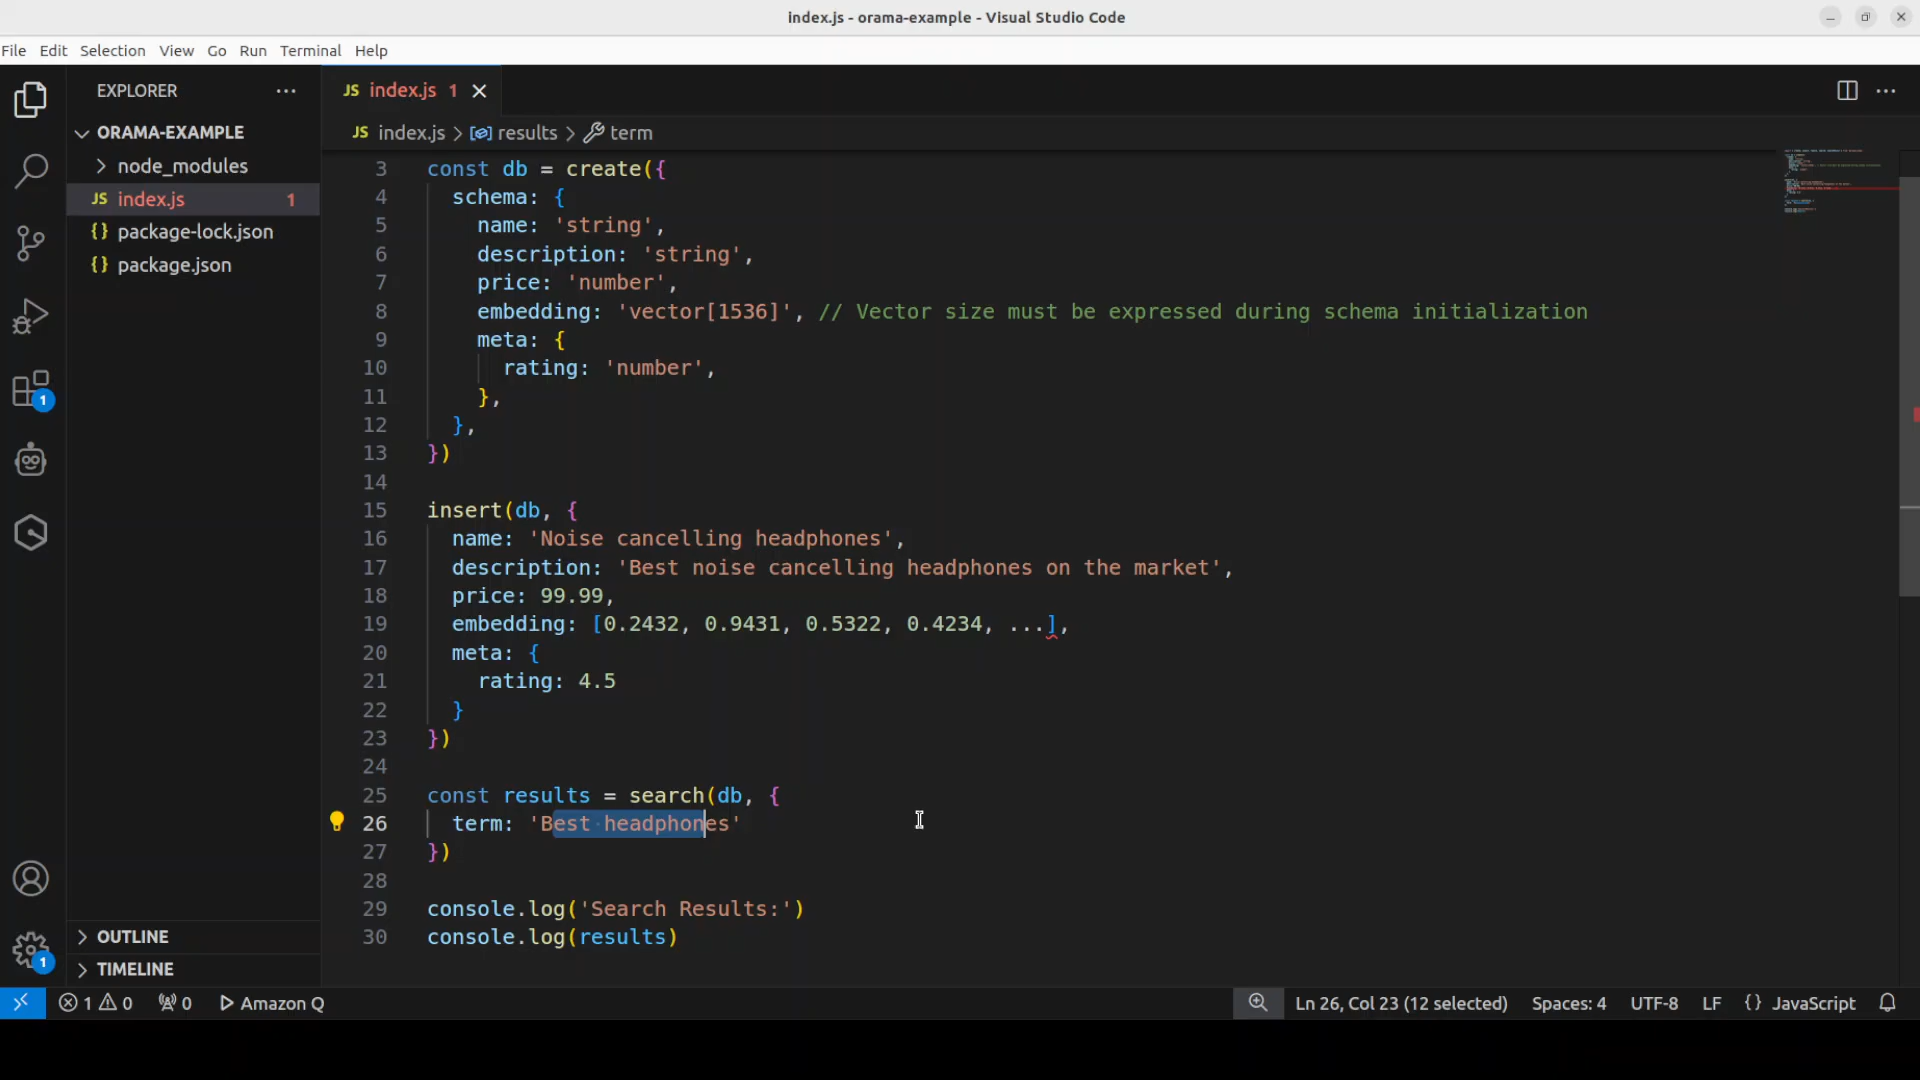 index.js - orama-example - Visual Studio Code
File Edit Selection View Go Run Terminal Help
EXPLORER ...
ORAMA-EXAMPLE
node_modules
JS index.js 1
{} package-lock.json
{} package.json
OUTLINE
TIMELINE
1
1
JS index.js 1
JS index.js > results > term
3 const db = create({
4 schema: {
5 name: 'string',
6 description: 'string',
7 price: 'number',
8 embedding: 'vector[1536]', // Vector size must be expressed during schema initialization
9 meta: {
10 rating: 'number',
11 },
12 },
13 })
14
15 insert(db, {
16 name: 'Noise cancelling headphones',
17 description: 'Best noise cancelling headphones on the market',
18 price: 99.99,
19 embedding: [0.2432, 0.9431, 0.5322, 0.4234, ...],
20 meta: {
21 rating: 4.5
22 }
23 })
24
25 const results = search(db, {
26 term: 'Best headphones'
27 })
28
29 console.log('Search Results:')
30 console.log(results)
1 0 0 Amazon Q Ln 26, Col 23 (12 selected) Spaces: 4 UTF-8 LF {} JavaScript